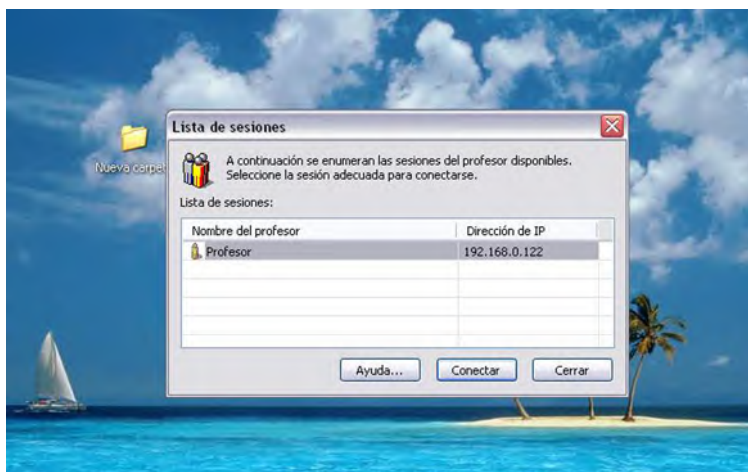 Lista de sesiones
Nueva carpet
A continuación se enumeran las sesiones del profesor disponibles.
Seleccione la sesión adecuada para conectarse.
Lista de sesiones:
Nombre del profesor Dirección de IP
Profesor 192.168.0.122
Ayuda... Conectar Cerrar